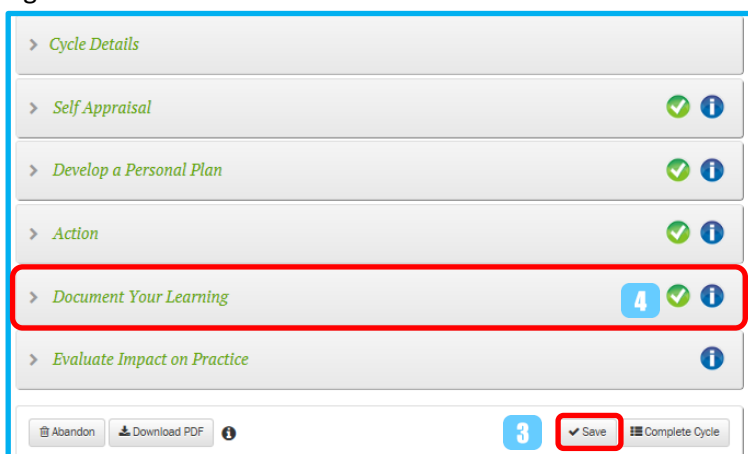 Cycle Details
Self Appraisal
Develop a Personal Plan
Action
Document Your Learning 4
Evaluate Impact on Practice
Abandon Download PDF 3 Save Complete Cycle